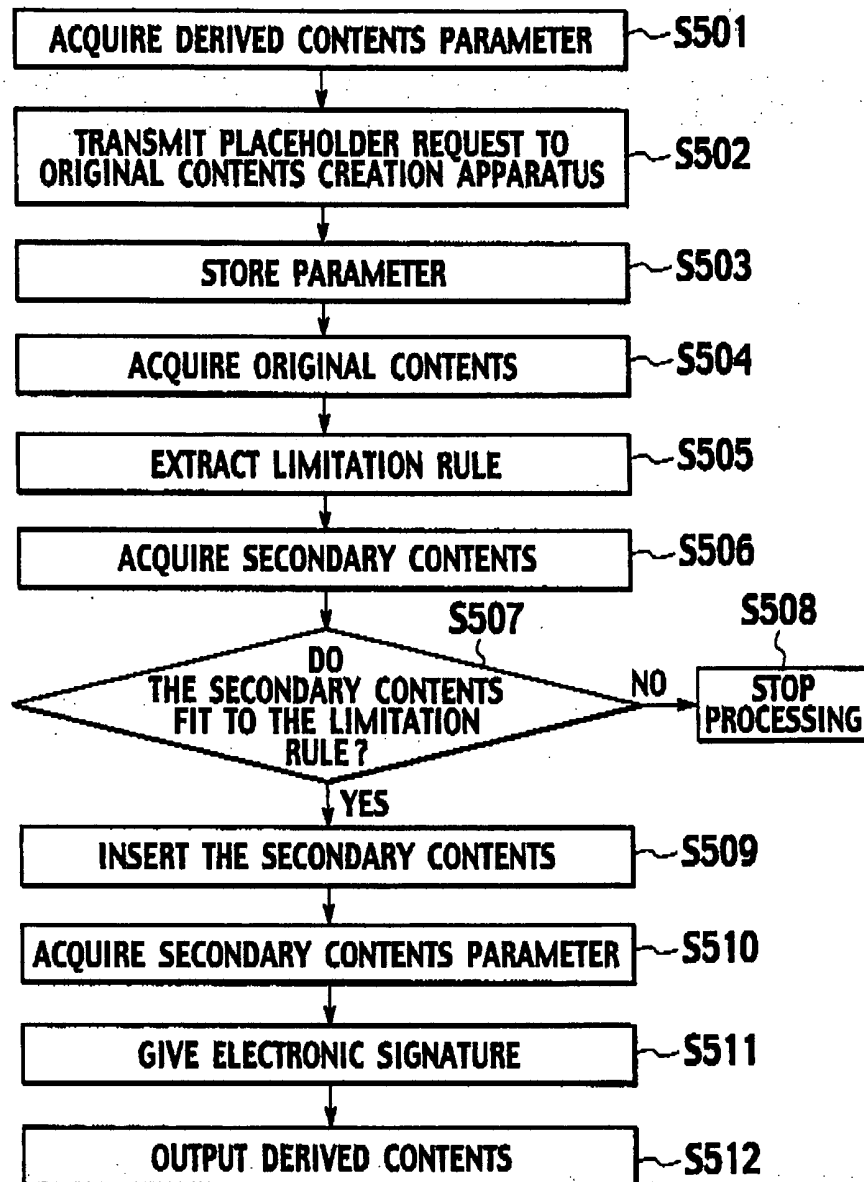 ACQUIRE DERIVED CONTENTS PARAMETER S501
TRANSMIT PLACEHOLDER REQUEST TO
ORIGINAL CONTENTS CREATION APPARATUS S502
STORE PARAMETER S503
ACQUIRE ORIGINAL CONTENTS S504
EXTRACT LIMITATION RULE S505
ACQUIRE SECONDARY CONTENTS S506
S507
DO
THE SECONDARY CONTENTS
FIT TO THE LIMITATION
RULE?
NO
S508
STOP
PROCESSING
YES
INSERT THE SECONDARY CONTENTS S509
ACQUIRE SECONDARY CONTENTS PARAMETER S510
GIVE ELECTRONIC SIGNATURE S511
OUTPUT DERIVED CONTENTS S512